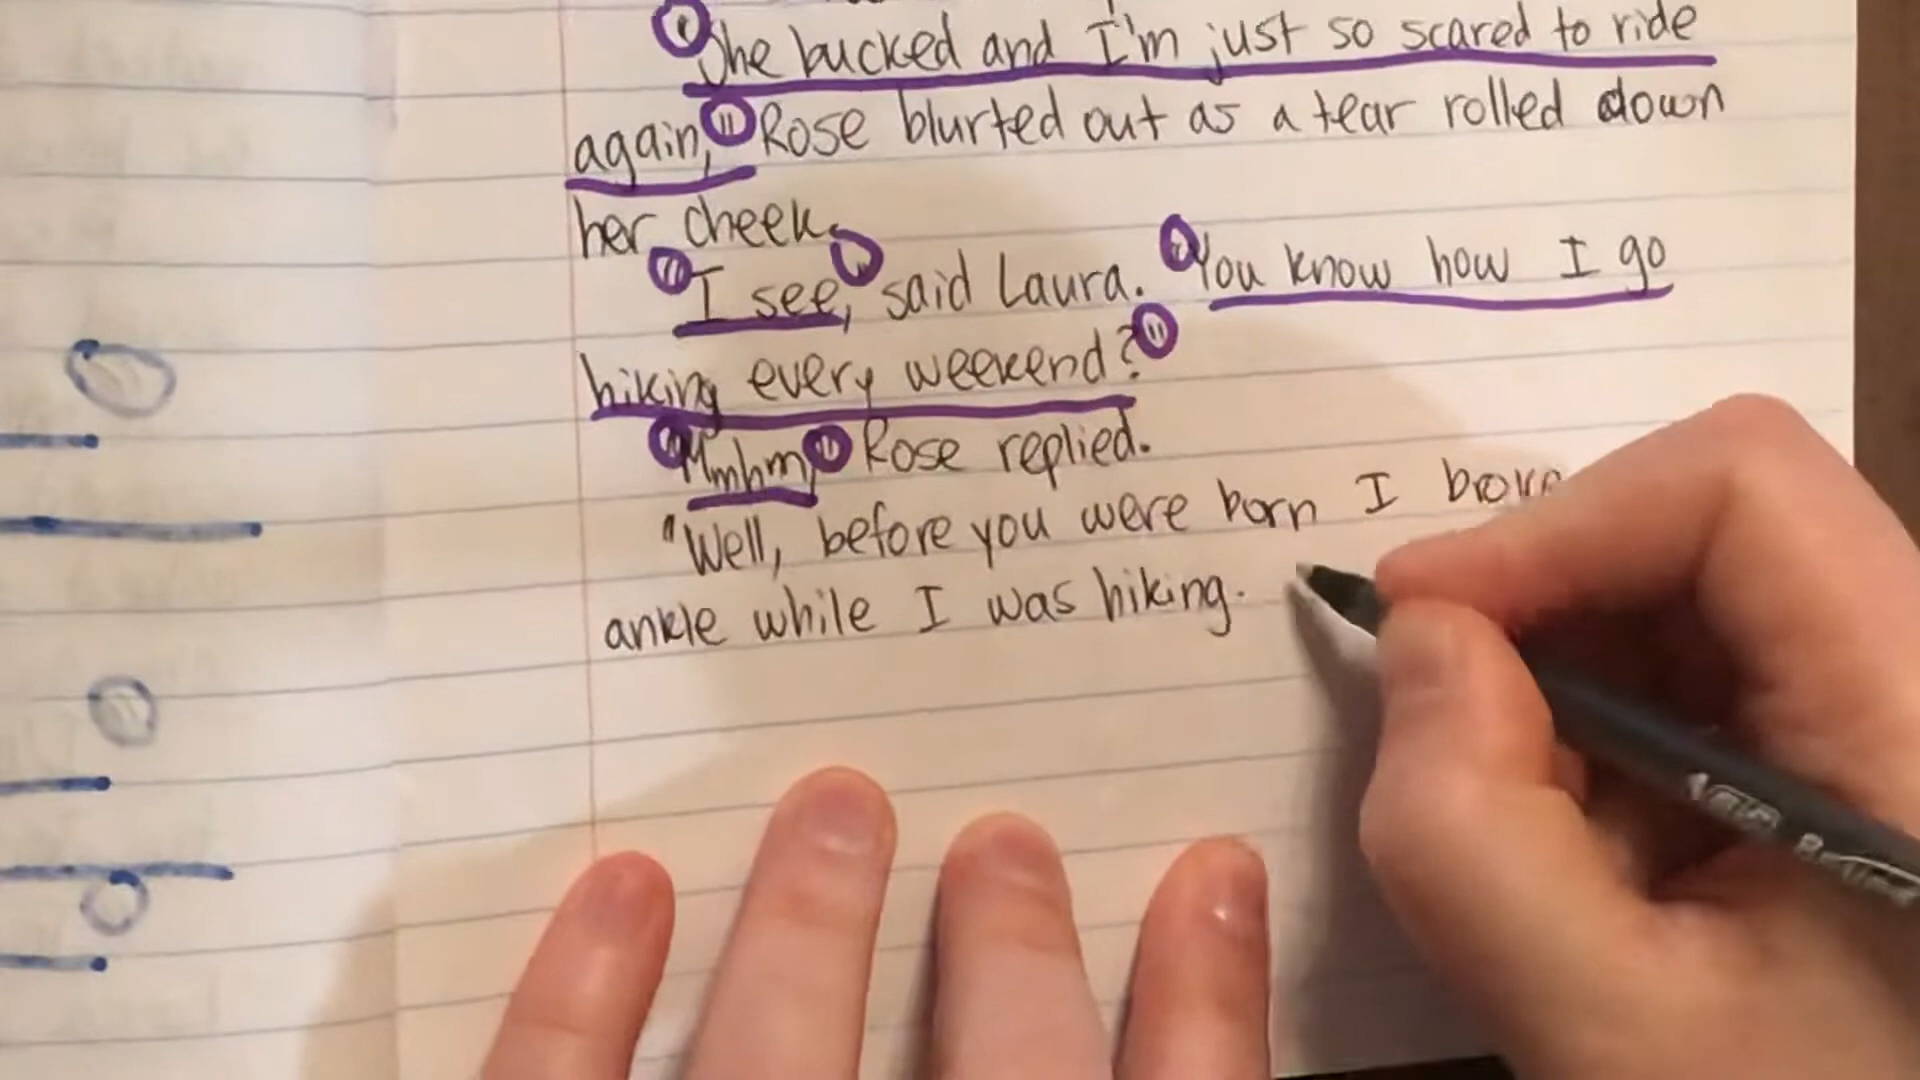 "She bucked and I'm just so scared to ride
again," Rose blurted out as a tear rolled down
her cheek.
"I see," said Laura. "You know how I go
hiking every weekend?"
"Mmhm," Rose replied.
"Well, before you were born I
ankle while I was hiking.